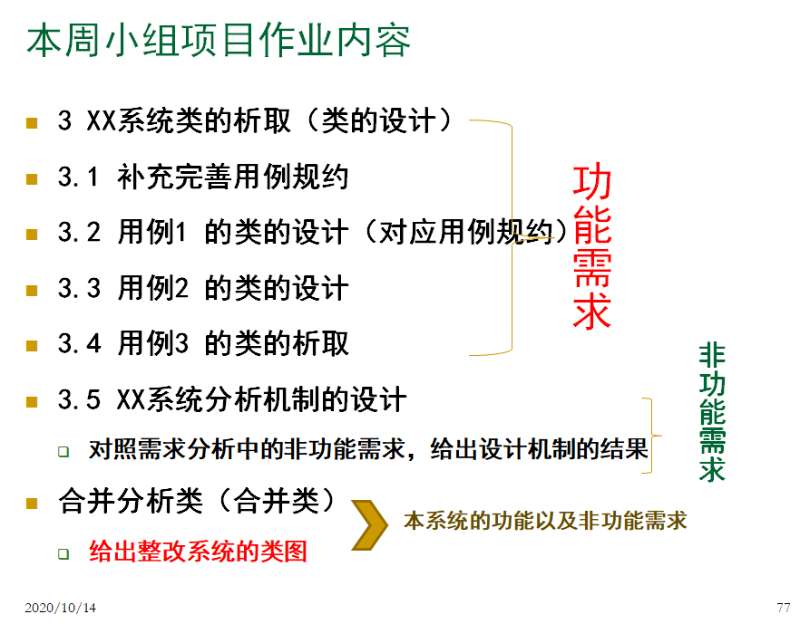 本周小组项目作业内容
3 XX系统类的析取（类的设计）
3.1 补充完善用例规约
3.2 用例1 的类的设计（对应用例规约）
3.3 用例2 的类的设计
3.4 用例3 的类的析取
功能需求
3.5 XX系统分析机制的设计
对照需求分析中的非功能需求，给出设计机制的结果
非功能需求
合并分析类（合并类）
给出整改系统的类图
本系统的功能以及非功能需求
2020/10/14
77